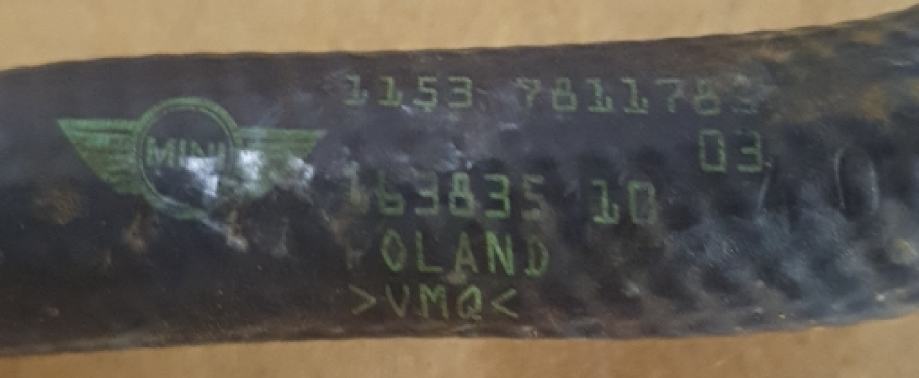 MINI
1153
03
163835 10
OLAND
>VMQ<